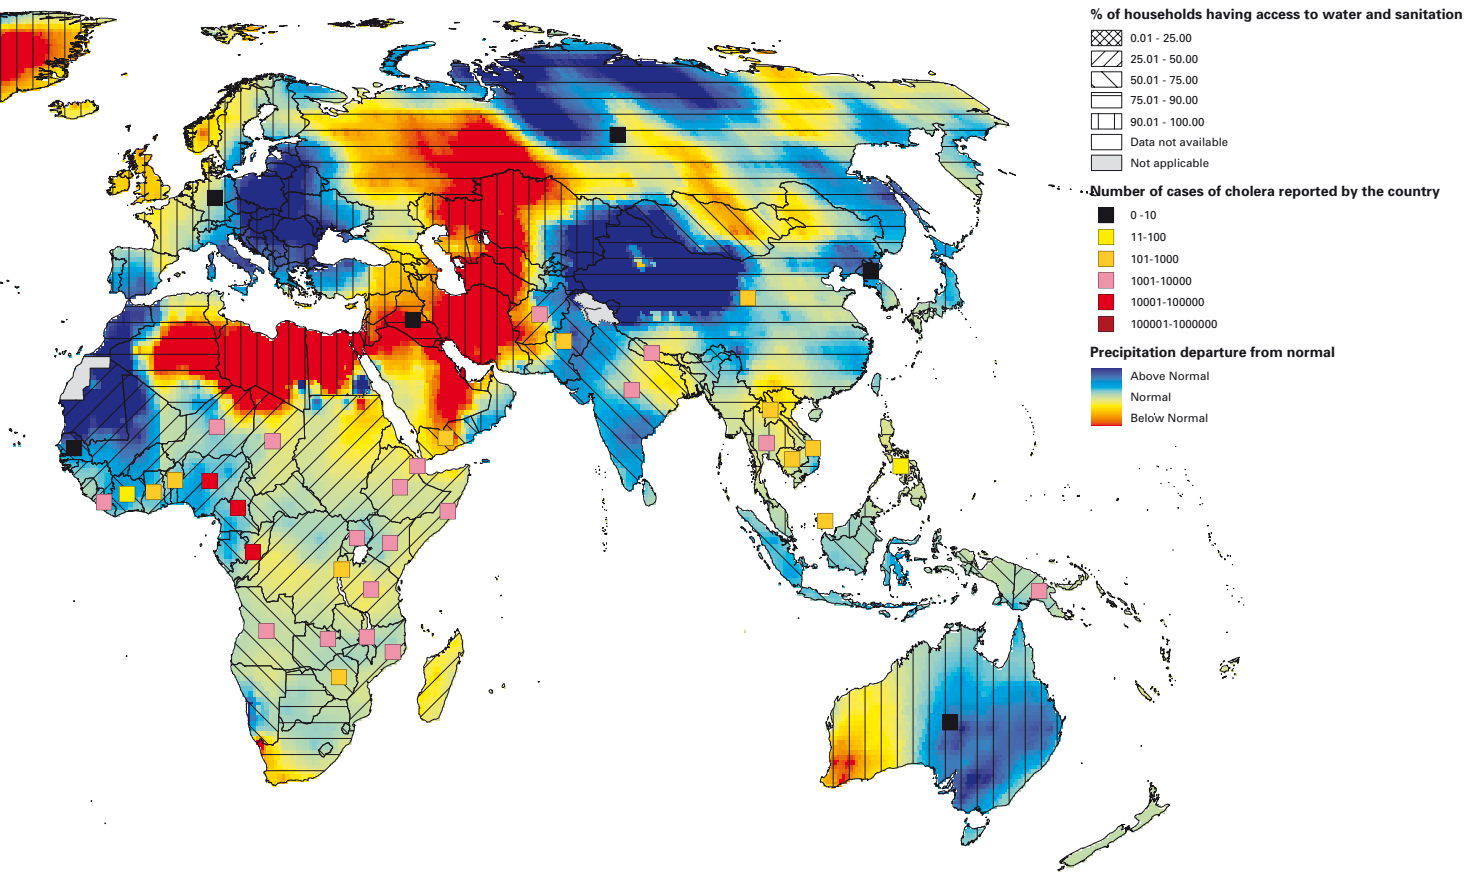 % of households having access to water and sanitation
0.01 - 25.00
25.01 - 50.00
50.01 - 75.00
75.01 - 90.00
90.01 - 100.00
Data not available
Not applicable
Number of cases of cholera reported by the country
0 -10
11-100
101-1000
1001-10000
10001-100000
100001-1000000
Precipitation departure from normal
Above Normal
Normal
Below Normal